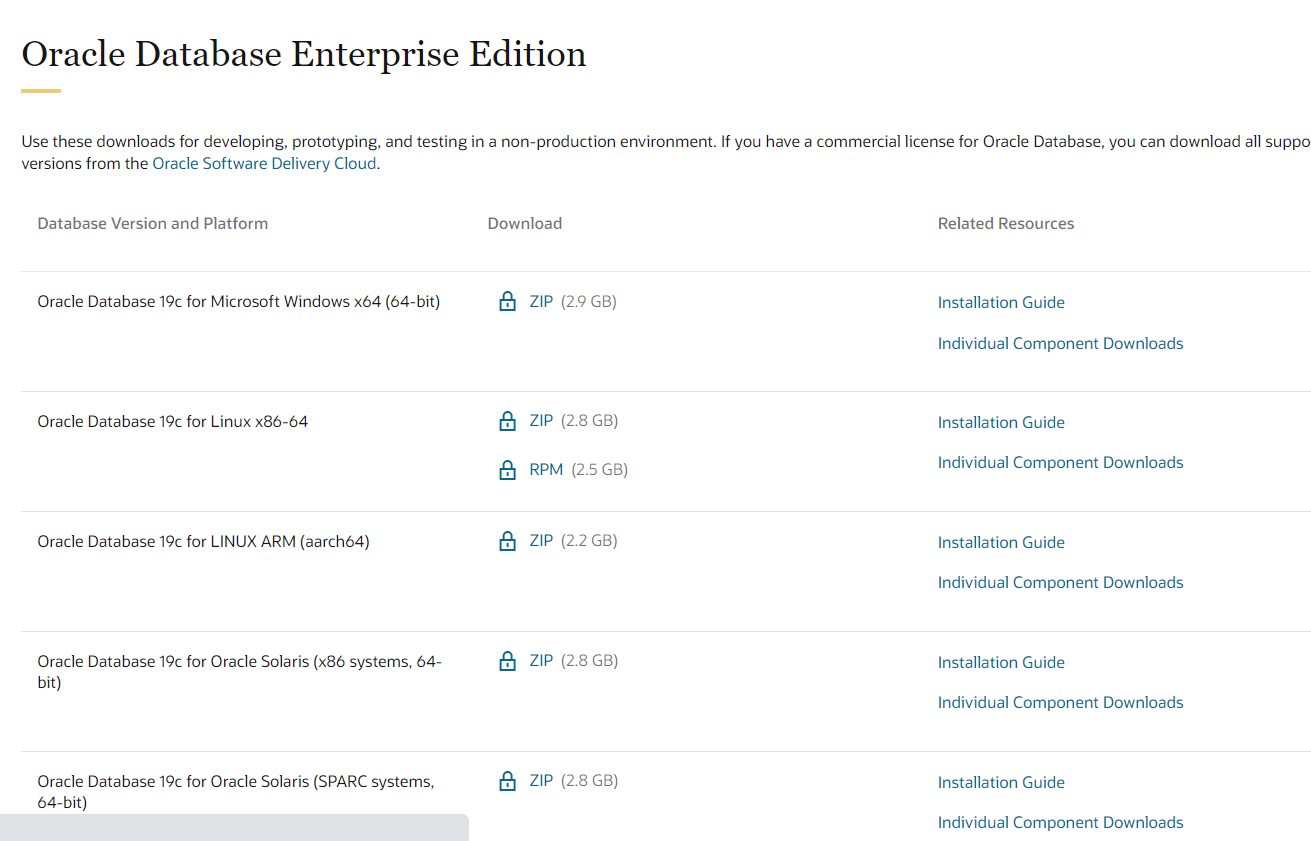 Oracle Database Enterprise Edition
Use these downloads for developing, prototyping, and testing in a non-production environment. If you have a commercial license for Oracle Database, you can download all suppo
versions from the Oracle Software Delivery Cloud.
Database Version and Platform Download Related Resources
Oracle Database 19c for Microsoft Windows x64 (64-bit) ZIP (2.9 GB) Installation Guide
Individual Component Downloads
Oracle Database 19c for Linux x86-64 ZIP (2.8 GB) Installation Guide
RPM (2.5 GB) Individual Component Downloads
Oracle Database 19c for LINUX ARM (aarch64) ZIP (2.2 GB) Installation Guide
Individual Component Downloads
Oracle Database 19c for Oracle Solaris (x86 systems, 64- ZIP (2.8 GB) Installation Guide
bit)
Individual Component Downloads
Oracle Database 19c for Oracle Solaris (SPARC systems, ZIP (2.8 GB) Installation Guide
64-bit)
Individual Component Downloads